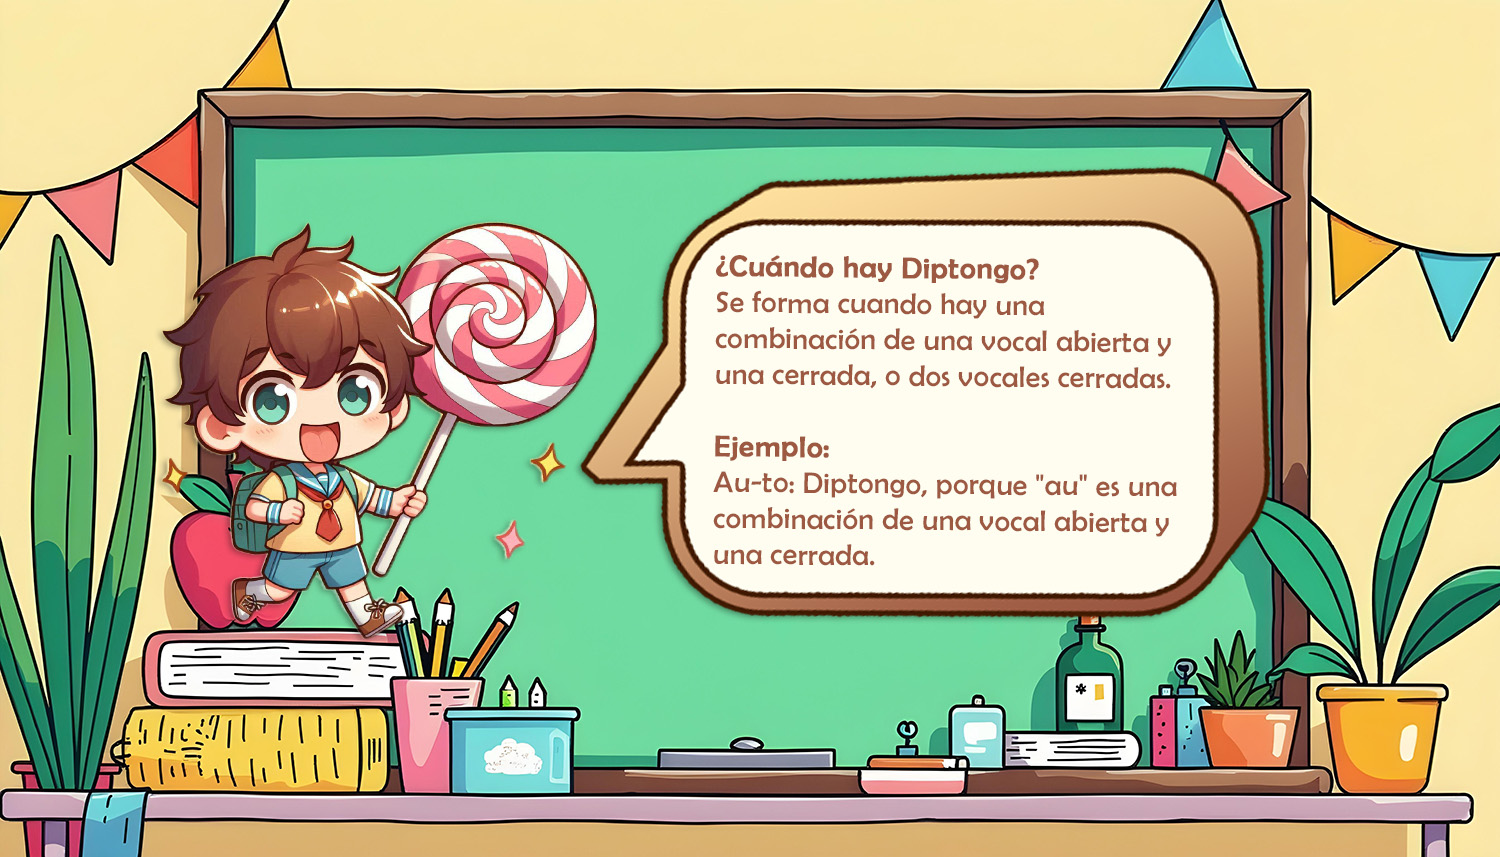 ¿Cuándo hay Diptongo?
Se forma cuando hay una
combinación de una vocal abierta y
una cerrada, o dos vocales cerradas.
Ejemplo:
Au-to: Diptongo, porque "au" es una
combinación de una vocal abierta y
una cerrada.